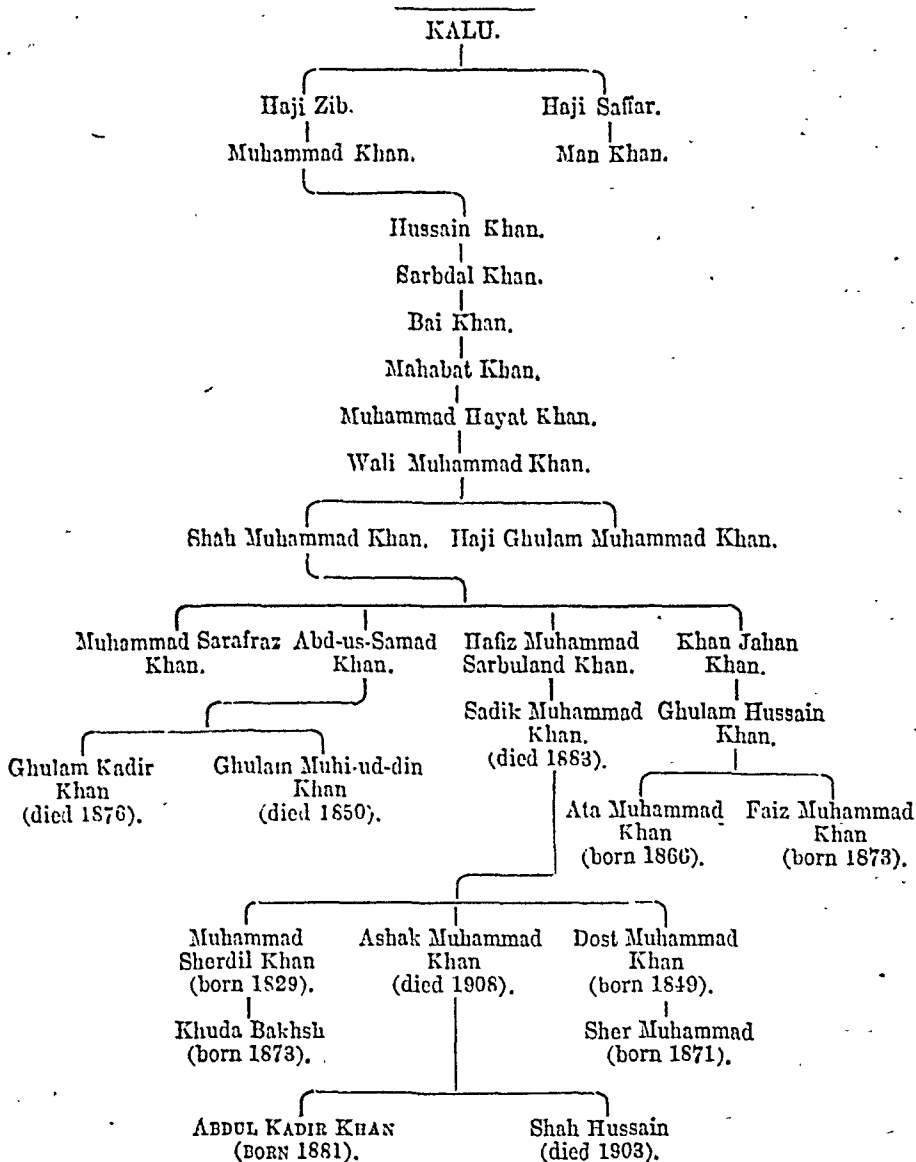 KALU.
Haji Zib. Haji Saffar.
Muhammad Khan. Man Khan.
Hussain Khan.
Sarbdal Khan.
Bai Khan.
Mahabat Khan.
Muhammad Hayat Khan.
Wali Muhammad Khan.
Shah Muhammad Khan. Haji Ghulam Muhammad Khan.
Muhammad Sarafraz Khan.
Abd-us-Samad Khan.
Hafiz Muhammad Sarbuland Khan.
Khan Jahan Khan.
Sadik Muhammad Khan.
(died 1883).
Ghulam Hussain Khan.
Ghulam Kadir Khan
(died 1876).
Ghulam Muhi-ud-din Khan
(died 1850).
Ata Muhammad Khan
(born 1866).
Faiz Muhammad Khan
(born 1873).
Muhammad Sherdil Khan
(born 1829).
Ashak Muhammad Khan
(died 1908).
Dost Muhammad Khan
(born 1849).
Khuda Bakhsh
(born 1873).
Sher Muhammad
(born 1871).
ABDUL KADIR KHAN
(BORN 1881).
Shah Hussain
(died 1903).